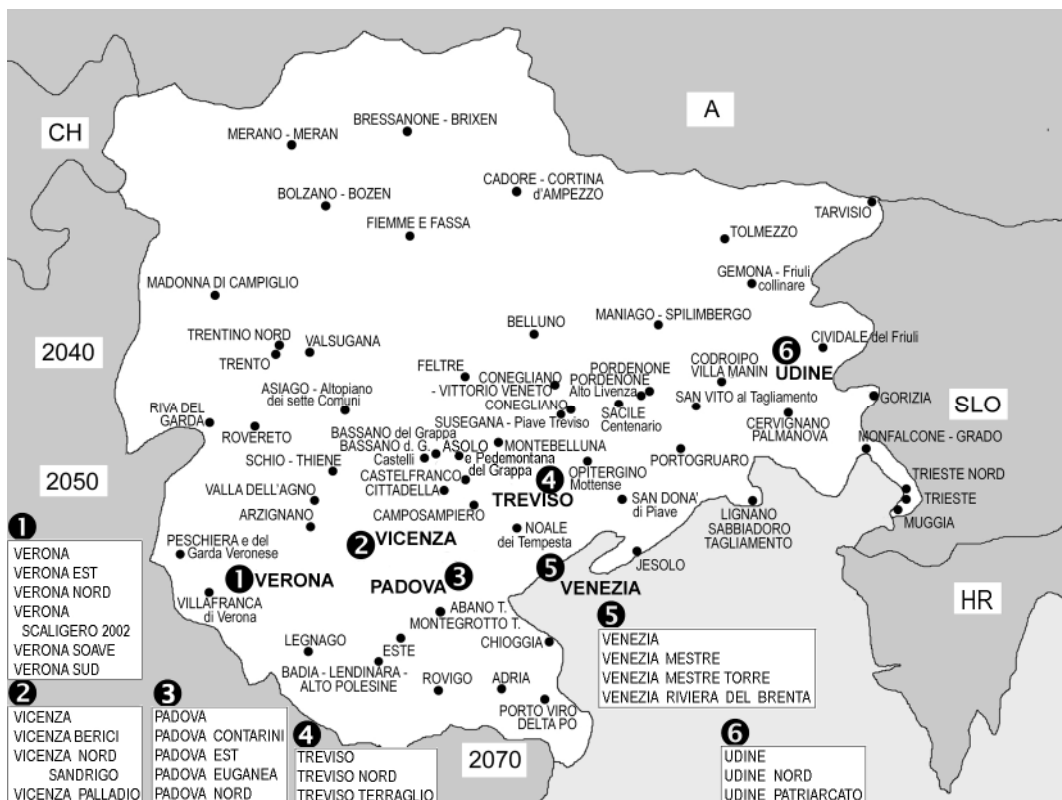 CH
A
BRESSANONE - BRIXEN
MERANO - MERAN
CADORE - CORTINA
d'AMPEZZO
BOLZANO - BOZEN
TARVISIO
FIEMME E FASSA
TOLMEZZO
GEMONA - Friuli
collinare
MADONNA DI CAMPIGLIO
MANIAGO - SPILIMBERGO
BELLUNO
CIVIDALE del Friuli
TRENTINO NORD
VALSUGANA
2040
TRENTO
6
UDINE
CODROIPO
VILLA MANIN
FELTRE
CONEGLIANO
- VITTORIO VENETO
PORDENONE
PORDENONE
Alto Livenza
ASIAGO - Altopiano
dei sette Comuni
SAN VITO al Tagliamento
GORIZIA
SLO
RIVA DEL
GARDA
CONEGLIANO
SUSEGANA - Piave Treviso
SACILE
Centenario
CERVIGNANO
PALMANOVA
ROVERETO
BASSANO del Grappa
BASSANO d. G.
Castelli
ASOLO
e Pedemontana
del Grappa
MONTEBELLUNA
MONFALCONE - GRADO
SCHIO - THIENE
OPITERGINO
Mottense
PORTOGRUARO
TRIESTE NORD
TRIESTE
MUGGIA
2050
CASTELFRANCO
CITTADELLA
4
TREVISO
VALLA DELL'AGNO
SAN DONA'
di Piave
LIGNANO
SABBIADORO
TAGLIAMENTO
ARZIGNANO
CAMPOSAMPIERO
NOALE
dei Tempesta
2
VICENZA
PESCHIERA e del
Garda Veronese
JESOLO
1
VERONA
PADOVA
3
5
VENEZIA
HR
VILLAFRANCA
di Verona
ABANO T.
MONTEGROTTO T.
LEGNAGO
ESTE
CHIOGGIA
BADIA - LENDINARA -
ALTO POLESINE
ROVIGO
ADRIA
PORTO VIRO
DELTA PO
2070
1
VERONA
VERONA EST
VERONA NORD
VERONA
SCALIGERO 2002
VERONA SOAVE
VERONA SUD
2
VICENZA
VICENZA BERICI
VICENZA NORD
SANDRIGO
VICENZA PALLADIO
3
PADOVA
PADOVA CONTARINI
PADOVA EST
PADOVA EUGANEA
PADOVA NORD
4
TREVISO
TREVISO NORD
TREVISO TERRAGLIO
5
VENEZIA
VENEZIA MESTRE
VENEZIA MESTRE TORRE
VENEZIA RIVIERA DEL BRENTA
6
UDINE
UDINE NORD
UDINE PATRIARCATO